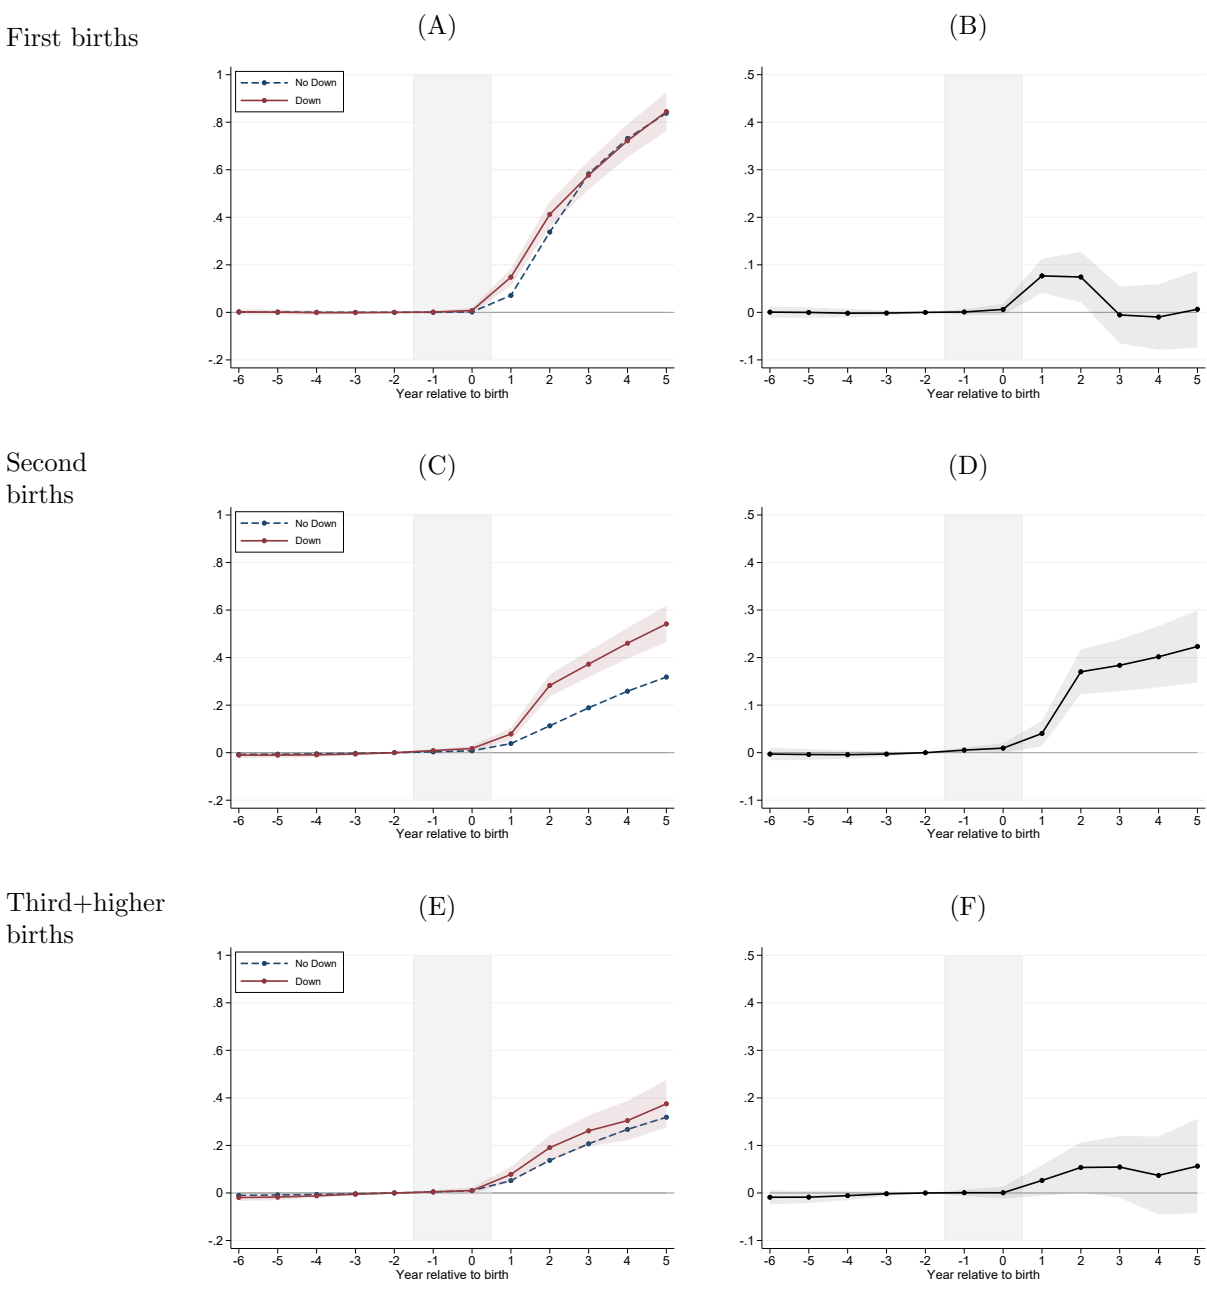 First births
(A)
(B)
No Down
Down
1
.8
.6
.4
.2
0
-.2
-6 -5 -4 -3 -2 -1 0 1 2 3 4 5
Year relative to birth
.5
.4
.3
.2
.1
0
-.1
-6 -5 -4 -3 -2 -1 0 1 2 3 4 5
Year relative to birth
Second
births
(C)
(D)
No Down
Down
1
.8
.6
.4
.2
0
-.2
-6 -5 -4 -3 -2 -1 0 1 2 3 4 5
Year relative to birth
.5
.4
.3
.2
.1
0
-.1
-6 -5 -4 -3 -2 -1 0 1 2 3 4 5
Year relative to birth
Third+higher
births
(E)
(F)
No Down
Down
1
.8
.6
.4
.2
0
-.2
-6 -5 -4 -3 -2 -1 0 1 2 3 4 5
Year relative to birth
.5
.4
.3
.2
.1
0
-.1
-6 -5 -4 -3 -2 -1 0 1 2 3 4 5
Year relative to birth